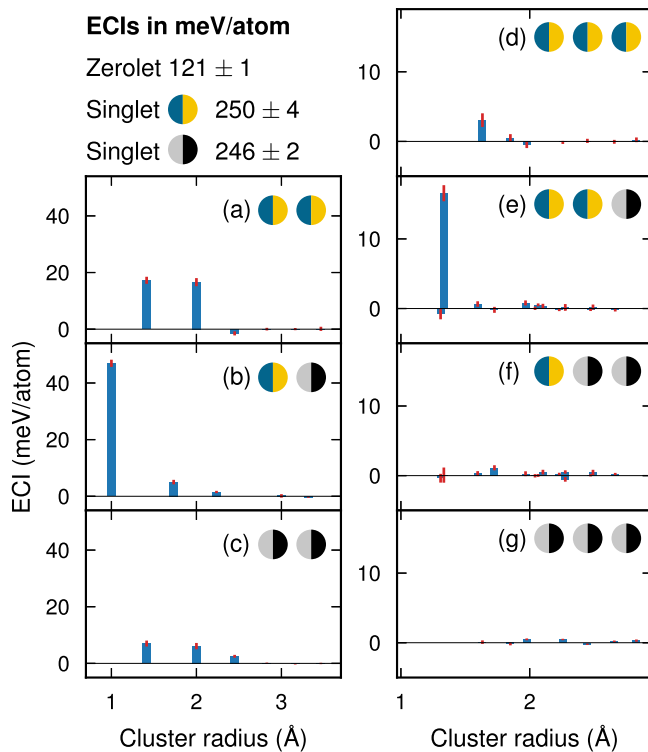 ECIs in meV/atom
Zerolet 121 ± 1
Singlet 250 ± 4
Singlet 246 ± 2
(a)
40
20
0
(b)
40
20
0
(c)
40
20
0
1 2 3
Cluster radius (Å)
ECI (meV/atom)
(d)
10
0
(e)
10
0
(f)
10
0
(g)
10
0
1 2
Cluster radius (Å)